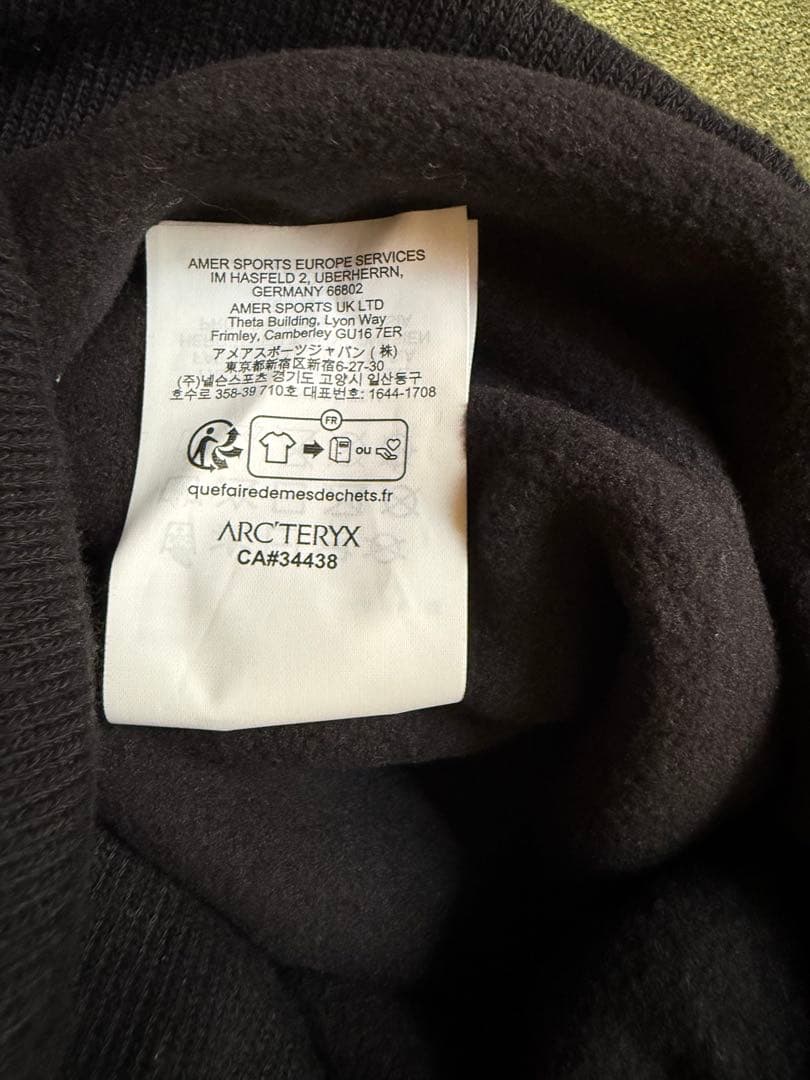 AMER SPORTS EUROPE SERVICES
IM HASFELD 2, UBERHERRN,
GERMANY 66802
AMER SPORTS UK LTD
Theta Building, Lyon Way
Frimley, Camberley GU16 7ER
アメアスポーツジャパン(株)
東京都新宿区新宿6-27-30
(주)넬슨스포츠 경기도 고양시 일산동구
호수로 358-39 710호 대표번호: 1644-1708
FR
ou
quefairedemesdechets.fr
ARC'TERYX
CA#34438